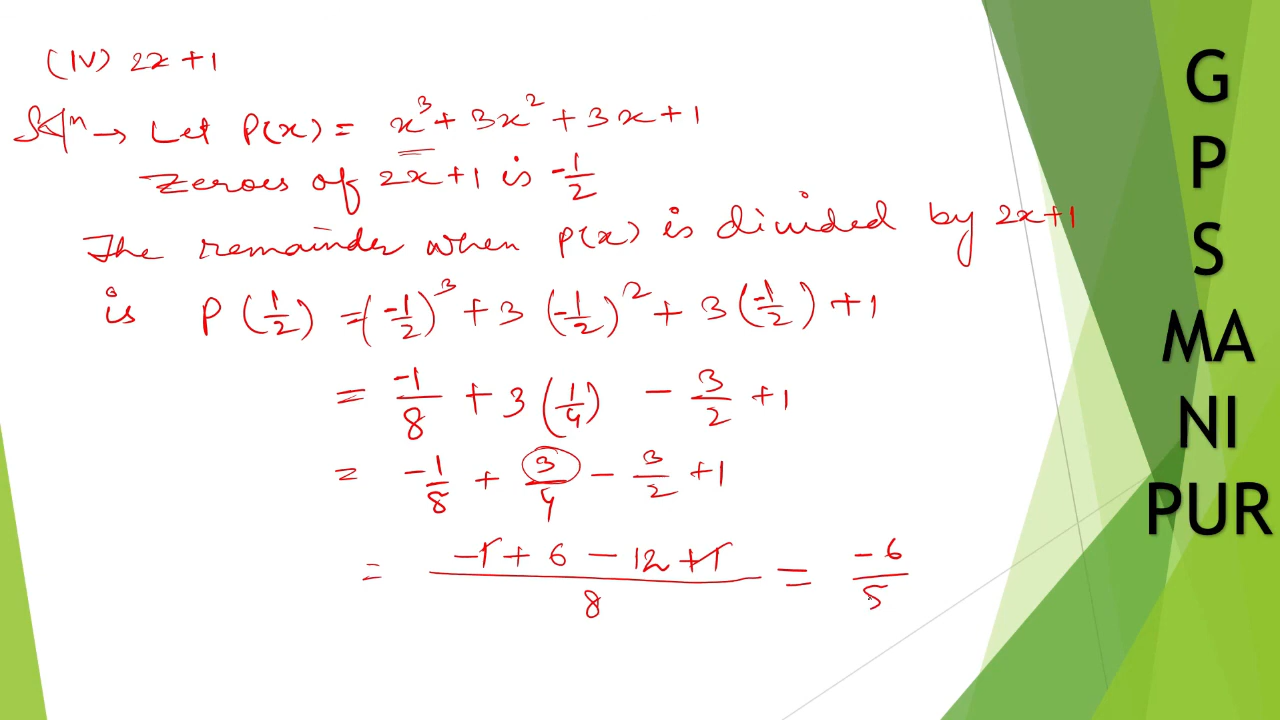 (IV) 2x+1
Solⁿ → Let P(x) = x³ + 3x² + 3x + 1
Zeroes of 2x+1 is -1/2
The remainder when P(x) is divided by 2x+1
is P(1/2) = (-1/2)³ + 3(-1/2)² + 3(-1/2) + 1
= -1/8 + 3(1/4) - 3/2 + 1
= -1/8 + 3/4 - 3/2 + 1
= (-1 + 6 - 12 + 1)/8 = -6/5
G
P
S
MA
NI
PUR